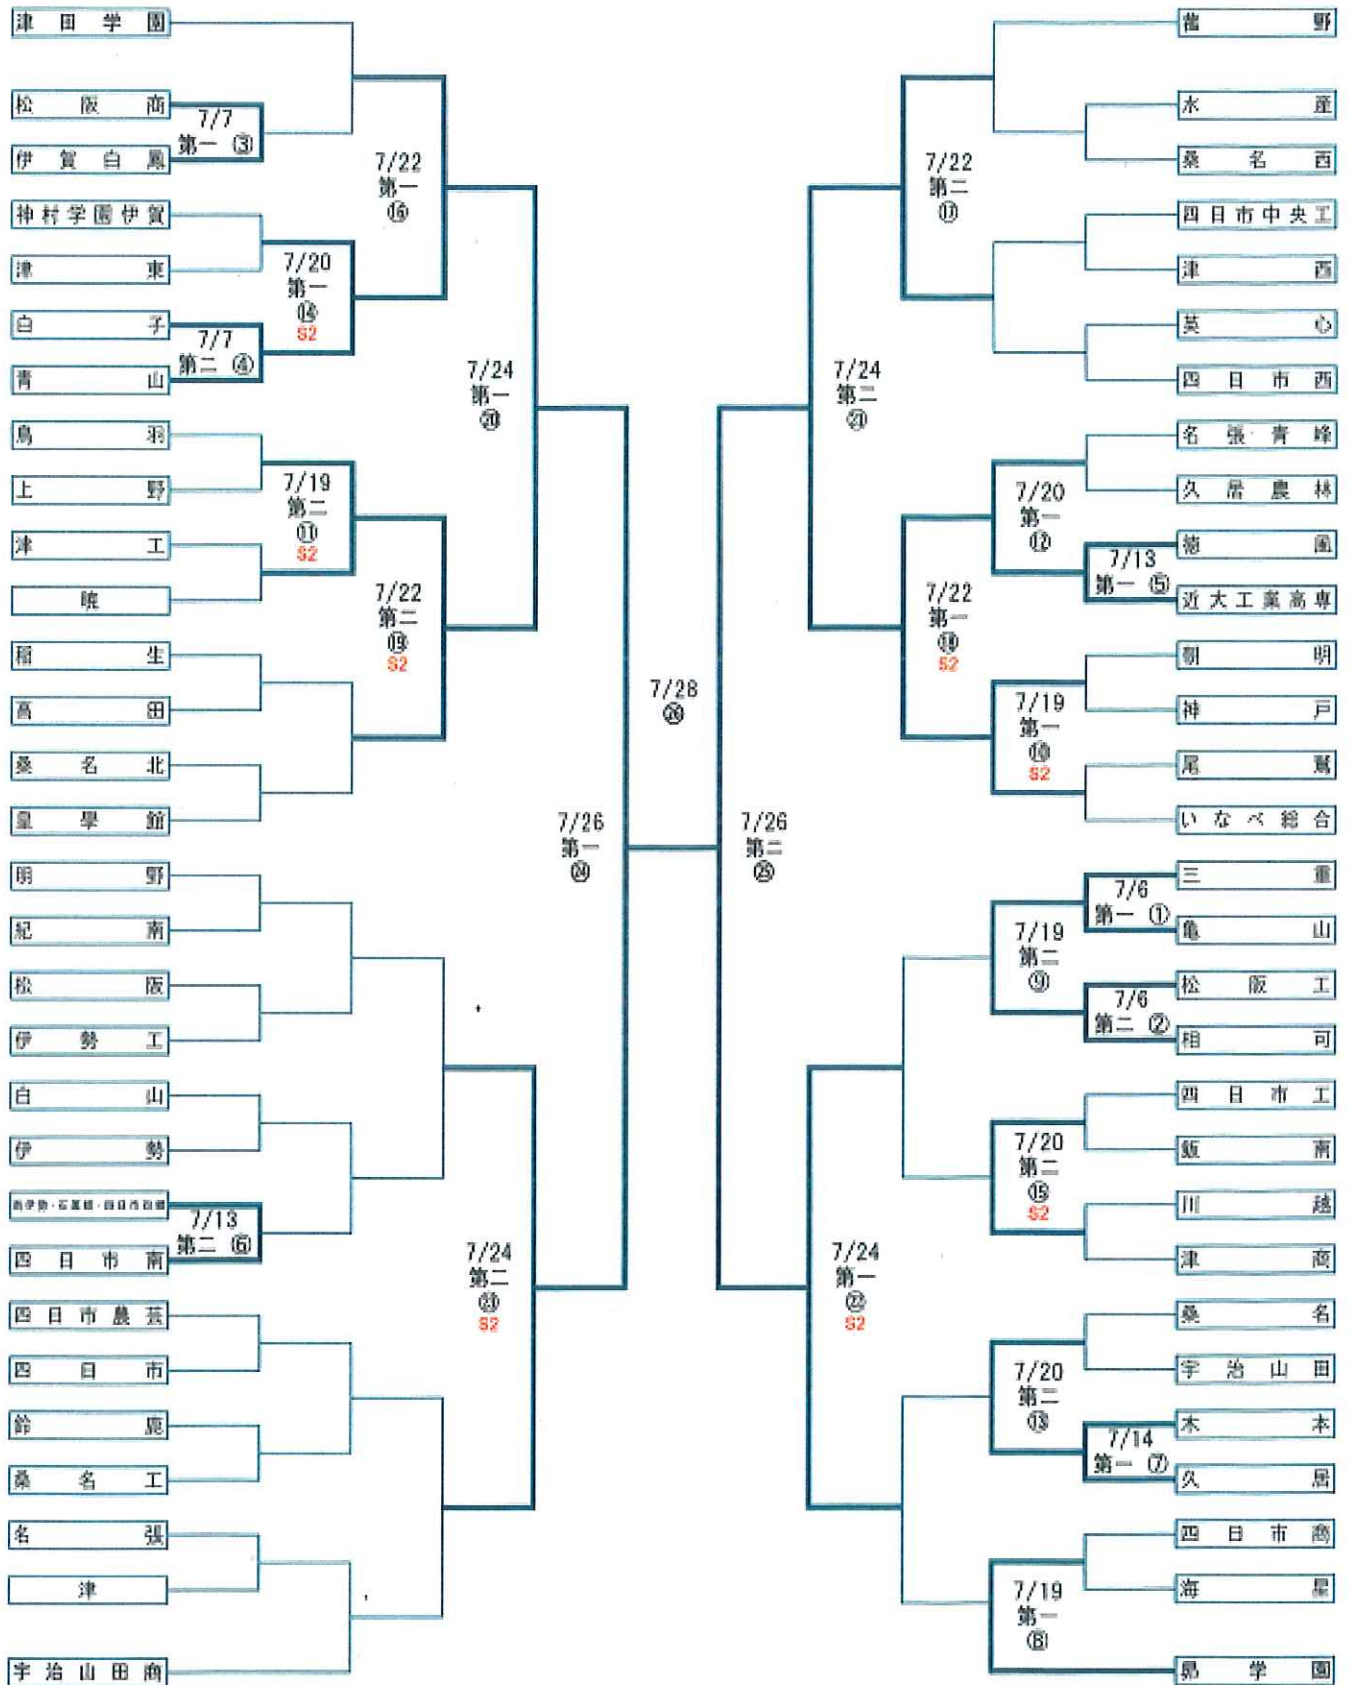 津田学園
松阪商
伊賀白鳳
神村学園伊賀
津東
白子
青山
鳥羽
上野
津工
暁
稲生
高田
桑名北
皇學館
明野
紀南
松阪
伊勢工
白山
伊勢
四日市南
四日市農芸
四日市
鈴鹿
桑名工
名張
津
宇治山田商
7/7
第一 ③
7/7
第二 ④
7/13
第二 ⑥
7/20
第一
⑭
S2
7/19
第二
⑪
S2
7/22
第一
⑯
7/22
第二
⑲
S2
7/24
第一
⑳
7/24
第二
㉓
S2
7/26
第一
㉔
7/28
㉖
7/26
第二
㉕
7/24
第二
㉑
7/24
第一
㉒
S2
7/22
第二
⑰
7/22
第一
⑱
S2
7/20
第一
⑫
7/19
第一
⑩
S2
7/19
第二
⑨
7/20
第二
⑮
S2
7/20
第二
⑬
7/19
第一
⑧
7/13
第一 ⑤
7/6
第一 ①
7/6
第二 ②
7/14
第一 ⑦
菰野
水産
桑名西
四日市中央工
津西
英心
四日市西
名張青峰
久居農林
徳風
近大工業高専
朝明
神戸
尾鷲
いなべ総合
三重
亀山
松阪工
相可
四日市工
飯南
川越
津商
桑名
宇治山田
木本
久居
四日市商
海星
昴学園